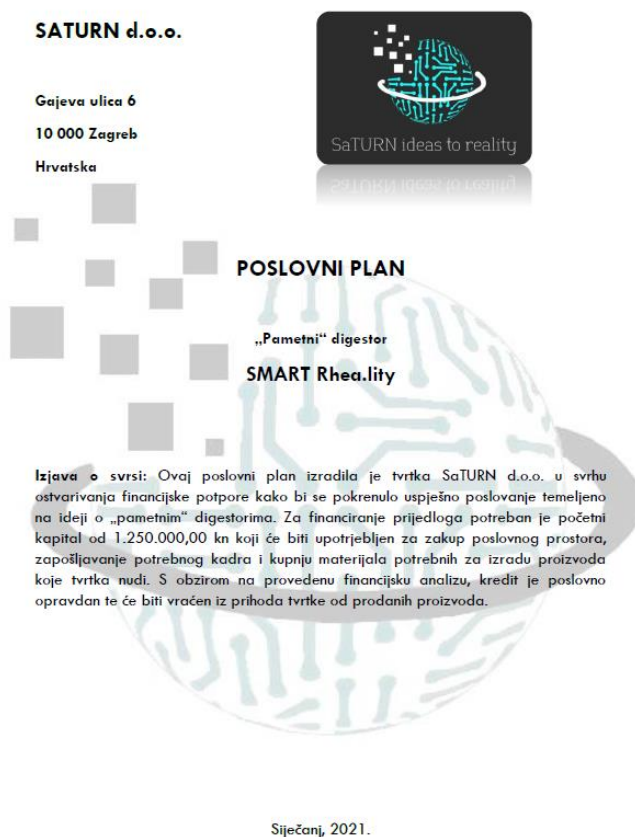 SATURN d.o.o.
SaTURN ideas to reality
Gajeva ulica 6
10 000 Zagreb
Hrvatska
POSLOVNI PLAN
„Pametni“ digestor
SMART Rhea.lity
Izjava o svrsi: Ovaj poslovni plan izradila je tvrtka SaTURN d.o.o. u svrhu
ostvarivanja financijske potpore kako bi se pokrenulo uspješno poslovanje temeljeno
na ideji o „pametnim“ digestorima. Za financiranje prijedloga potreban je početni
kapital od 1.250.000,00 kn koji će biti upotrjebljen za zakup poslovnog prostora,
zapošljavanje potrebnog kadra i kupnju materijala potrebnih za izradu proizvoda
koje tvrtka nudi. S obzirom na provedenu financijsku analizu, kredit je poslovno
opravdan te će biti vraćen iz prihoda tvrtke od prodanih proizvoda.
Siječanj, 2021.